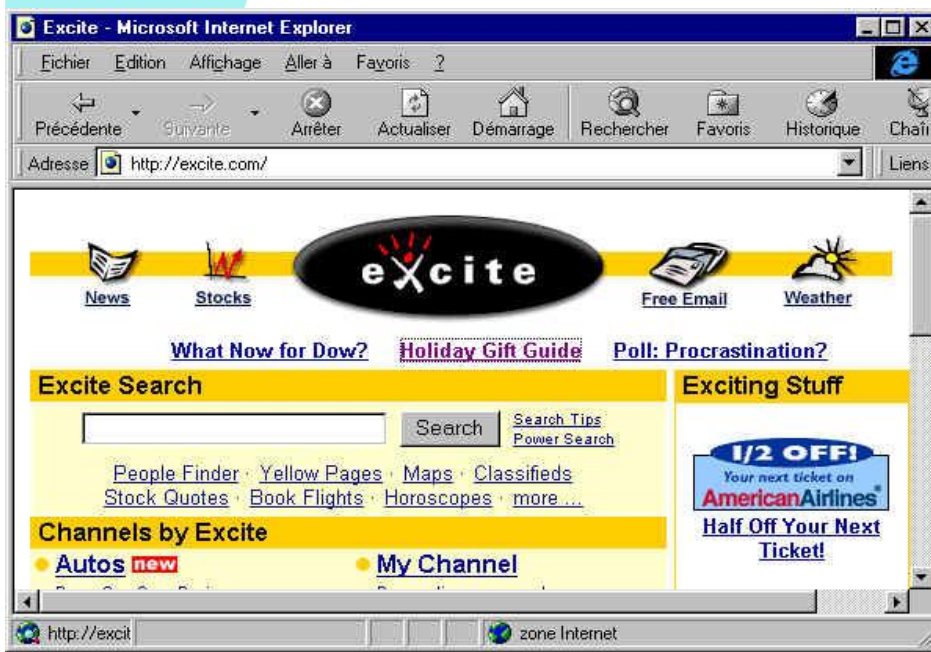 Excite - Microsoft Internet Explorer
Fichier Edition Affichage Aller à Favoris ?
Précédente Suivante Arrêter Actualiser Démarrage Rechercher Favoris Historique Chaî
Adresse http://excite.com/ Liens
excite
News Stocks Free Email Weather
What Now for Dow? Holiday Gift Guide Poll: Procrastination?
Excite Search Exciting Stuff
Search Search Tips
Power Search
1/2 OFF!
People Finder · Yellow Pages · Maps · Classifieds
Your next ticket on
Stock Quotes · Book Flights · Horoscopes · more ...
AmericanAirlines
Channels by Excite
Half Off Your Next
Ticket!
Autos new My Channel
http://excit zone Internet